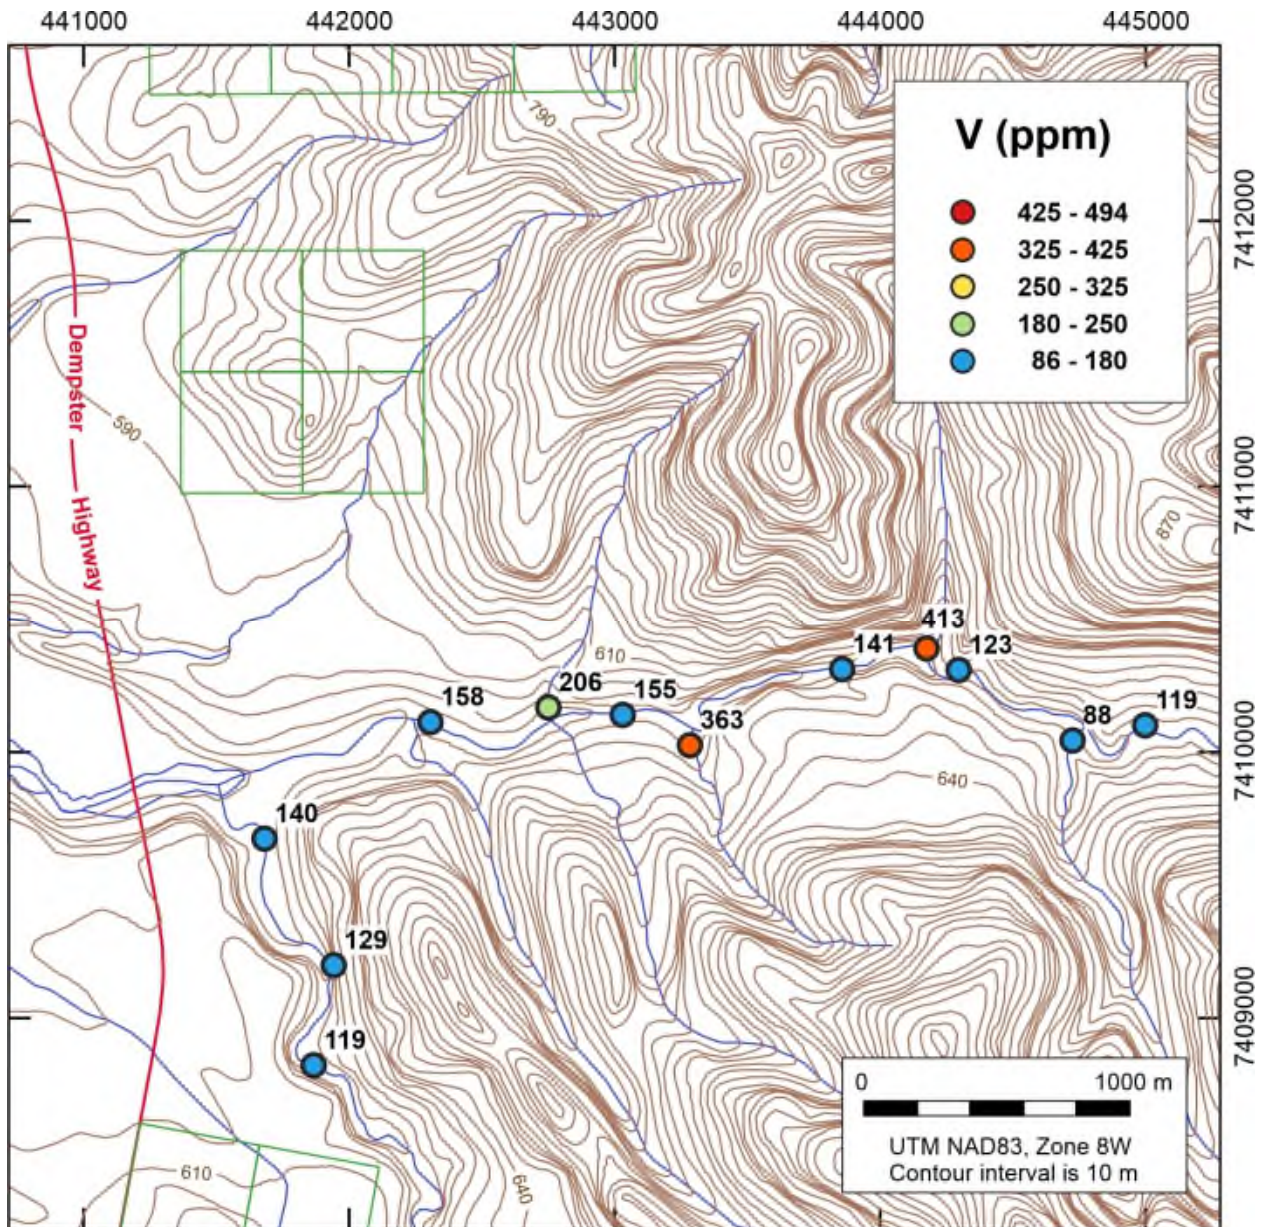 441000 442000 443000 444000 445000
790
V (ppm)
425 - 494
325 - 425
250 - 325
180 - 250
86 - 180
7412000
Dempster
Highway
590
7411000
870
610
413
141
123
158
206
155
363
88
119
7410000
640
140
129
119
7409000
610
640
0 1000 m
UTM NAD83, Zone 8W
Contour interval is 10 m